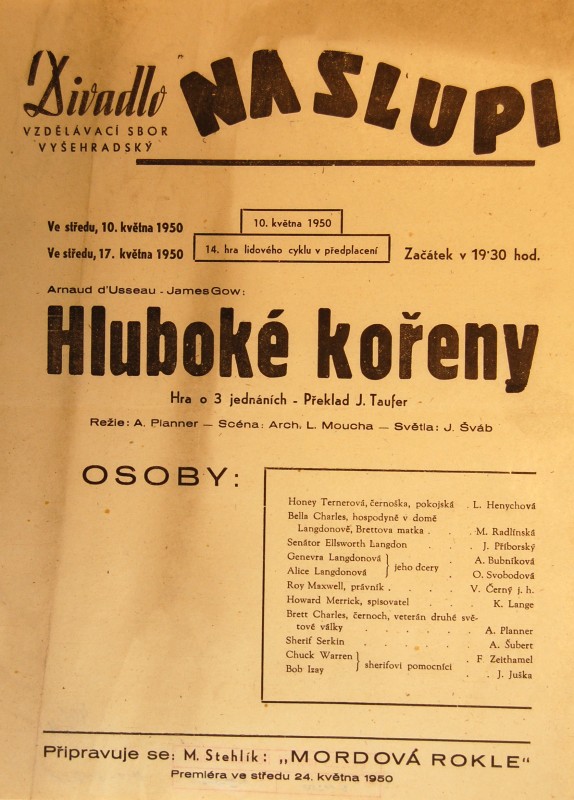 Divadlo
NA SLUPI
VZDĚLÁVACÍ SBOR
VYŠEHRADSKÝ
Ve středu, 10. května 1950
Ve středu, 17. května 1950
10. května 1950
14. hra lidového cyklu v předplacení
Začátek v 19·30 hod.
Arnaud d'Usseau - James Gow:
Hluboké kořeny
Hra o 3 jednáních - Překlad J. Taufer
Režie: A. Planner — Scéna: Arch. L. Moucha — Světla: J. Šváb
OSOBY:
Honey Ternerová, černoška, pokojská . L. Henychová
Bella Charles, hospodyně v domě
Langdonově, Brettova matka . . . M. Radlínská
Senátor Ellsworth Langdon . . . J. Příborský
Genevra Langdonová } jeho dcery . A. Bubníková
Alice Langdonová } . O. Svobodová
Roy Maxwell, právník . . . . V. Černý j. h.
Howard Merrick, spisovatel . . . K. Lange
Brett Charles, černoch, veterán druhé svě-
tové války . . . . . . A. Planner
Sherif Serkin . . . . . A. Šubert
Chuck Warren } sherifovi pomocníci . F. Zeithamel
Bob Izay } . . J. Juška
Připravuje se: M. Stehlík: „MORDOVÁ ROKLE"
Premiéra ve středu 24. května 1950